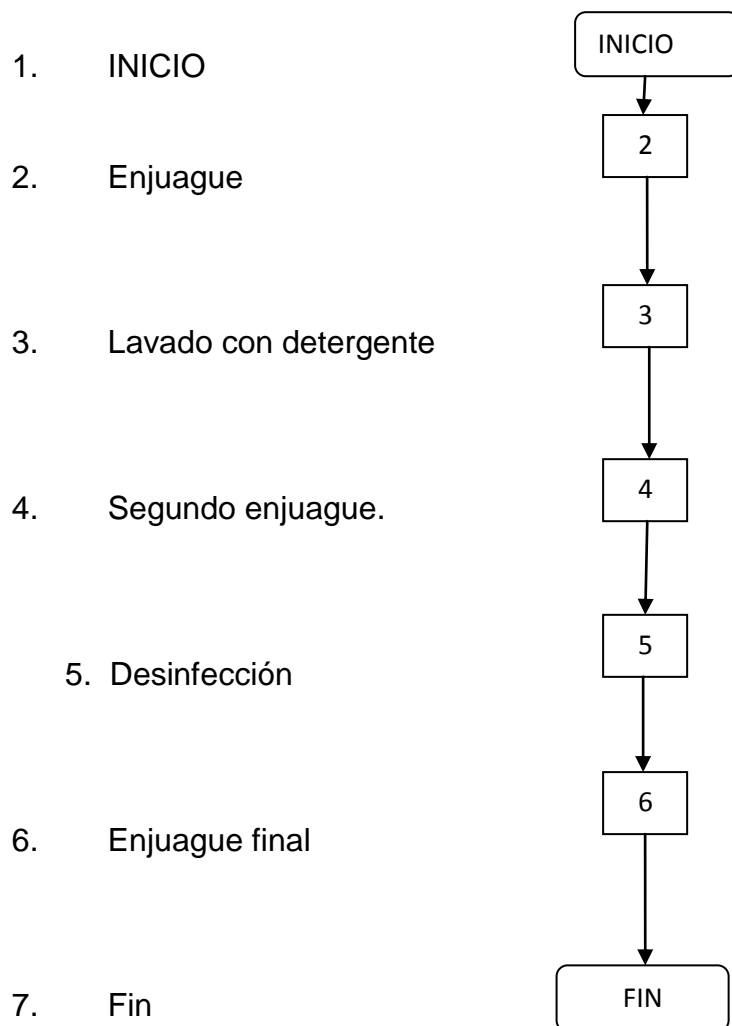 INICIO
1. INICIO
2
2. Enjuague
3
3. Lavado con detergente
4
4. Segundo enjuague.
5
5. Desinfección
6
6. Enjuague final
FIN
7. Fin